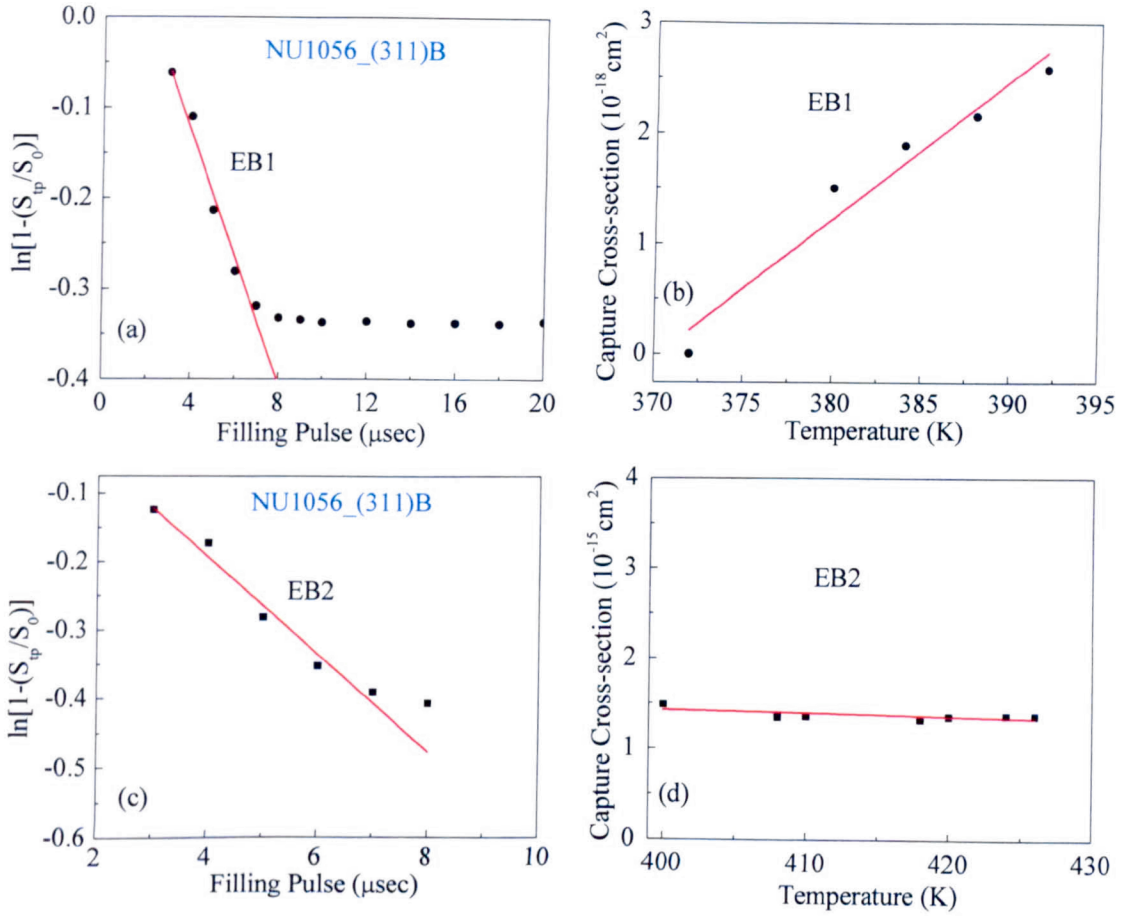 0.0
-0.1
-0.2
-0.3
-0.4
ln[1-(S_tp/S_0)]
NU1056_(311)B
EB1
(a)
0 4 8 12 16 20
Filling Pulse (μsec)
3
2
1
0
Capture Cross-section (10^-18 cm^2)
EB1
(b)
370 375 380 385 390 395
Temperature (K)
-0.1
-0.2
-0.3
-0.4
-0.5
-0.6
ln[1-(S_tp/S_0)]
NU1056_(311)B
EB2
(c)
2 4 6 8 10
Filling Pulse (μsec)
4
3
2
1
0
Capture Cross-section (10^-15 cm^2)
EB2
(d)
400 410 420 430
Temperature (K)